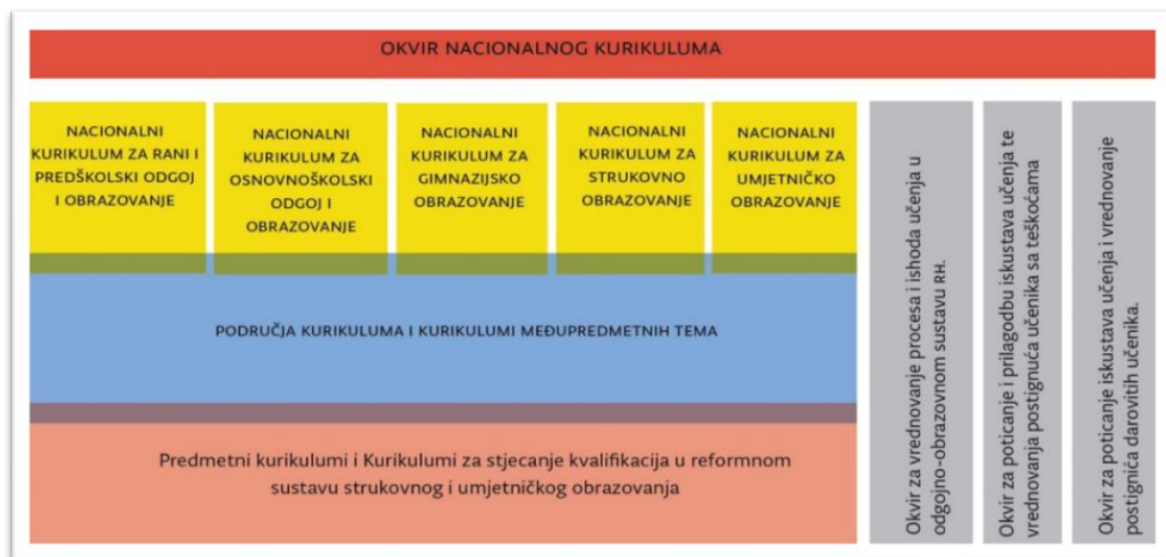 OKVIR NACIONALNOG KURIKULUMA
NACIONALNI
KURIKULUM ZA RANI I
PREDŠKOLSKI ODGOJ
I OBRAZOVANJE
NACIONALNI
KURIKULUM ZA
OSNOVNOŠKOLSKI
ODGOJ I
OBRAZOVANJE
NACIONALNI
KURIKULUM ZA
GIMNAZIJSKO
OBRAZOVANJE
NACIONALNI
KURIKULUM ZA
STRUKOVNO
OBRAZOVANJE
NACIONALNI
KURIKULUM ZA
UMJETNIČKO
OBRAZOVANJE
PODRUČJA KURIKULUMA I KURIKULUMI MEĐUPREDMETNIH TEMA
Predmetni kurikulumi i Kurikulumi za stjecanje kvalifikacija u reformnom
sustavu strukovnog i umjetničkog obrazovanja
Okvir za vrednovanje procesa i ishoda učenja u
odgojno-obrazovnom sustavu RH.
Okvir za poticanje i prilagodbu iskustava učenja te
vrednovanja postignuća učenika sa teškoćama
Okvir za poticanje iskustava učenja i vrednovanje
postignića darovitih učenika.